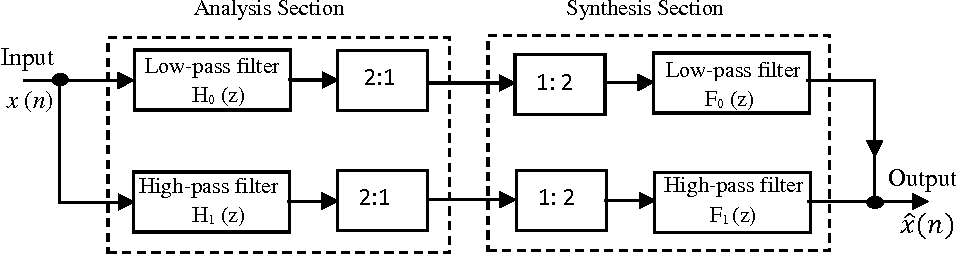 Analysis Section
Synthesis Section
Input
x (n)
Low-pass filter
H₀ (z)
2:1
1: 2
Low-pass filter
F₀ (z)
High-pass filter
H₁ (z)
2:1
1: 2
High-pass filter
F₁ (z)
Output
x̂(n)